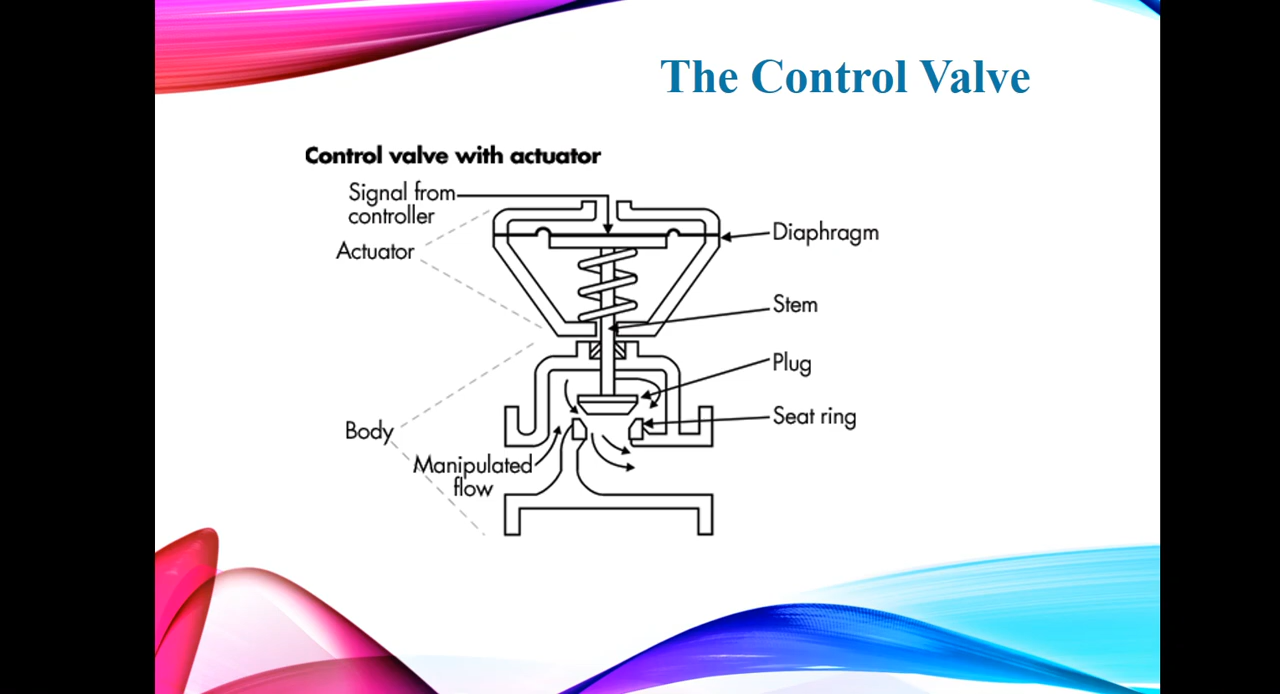 The Control Valve
Control valve with actuator
Signal from
controller
Actuator
Diaphragm
Stem
Plug
Seat ring
Body
Manipulated
flow